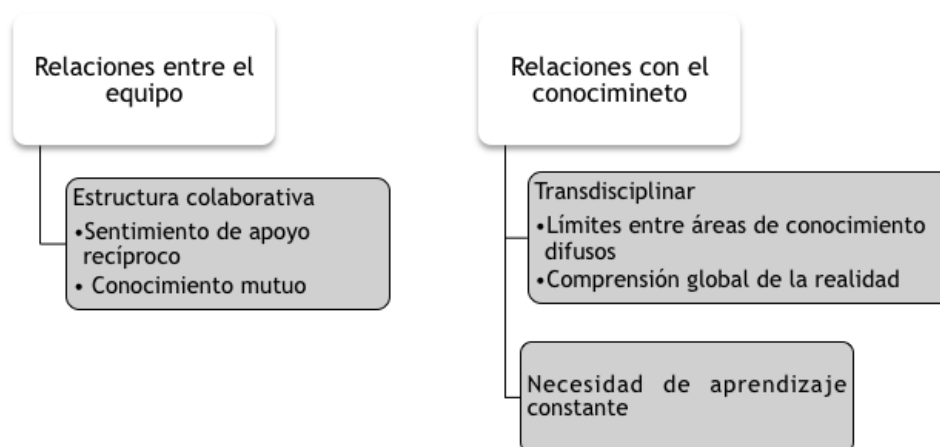 Relaciones entre el
equipo
Estructura colaborativa
•Sentimiento de apoyo
recíproco
• Conocimiento mutuo
Relaciones con el
conocimineto
Transdisciplinar
•Límites entre áreas de conocimiento
difusos
•Comprensión global de la realidad
Necesidad de aprendizaje
constante